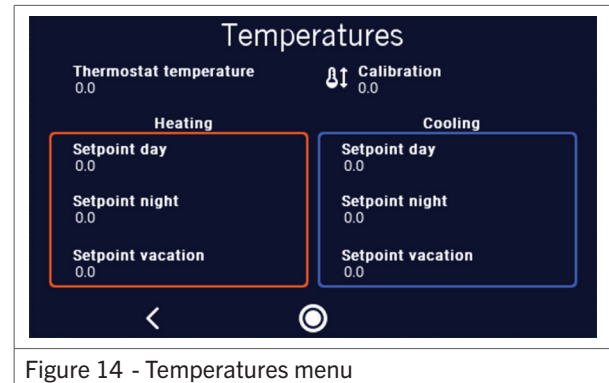 Temperatures
Thermostat temperature
0.0
Calibration
0.0
Heating
Setpoint day
0.0
Setpoint night
0.0
Setpoint vacation
0.0
Cooling
Setpoint day
0.0
Setpoint night
0.0
Setpoint vacation
0.0
Figure 14 - Temperatures menu